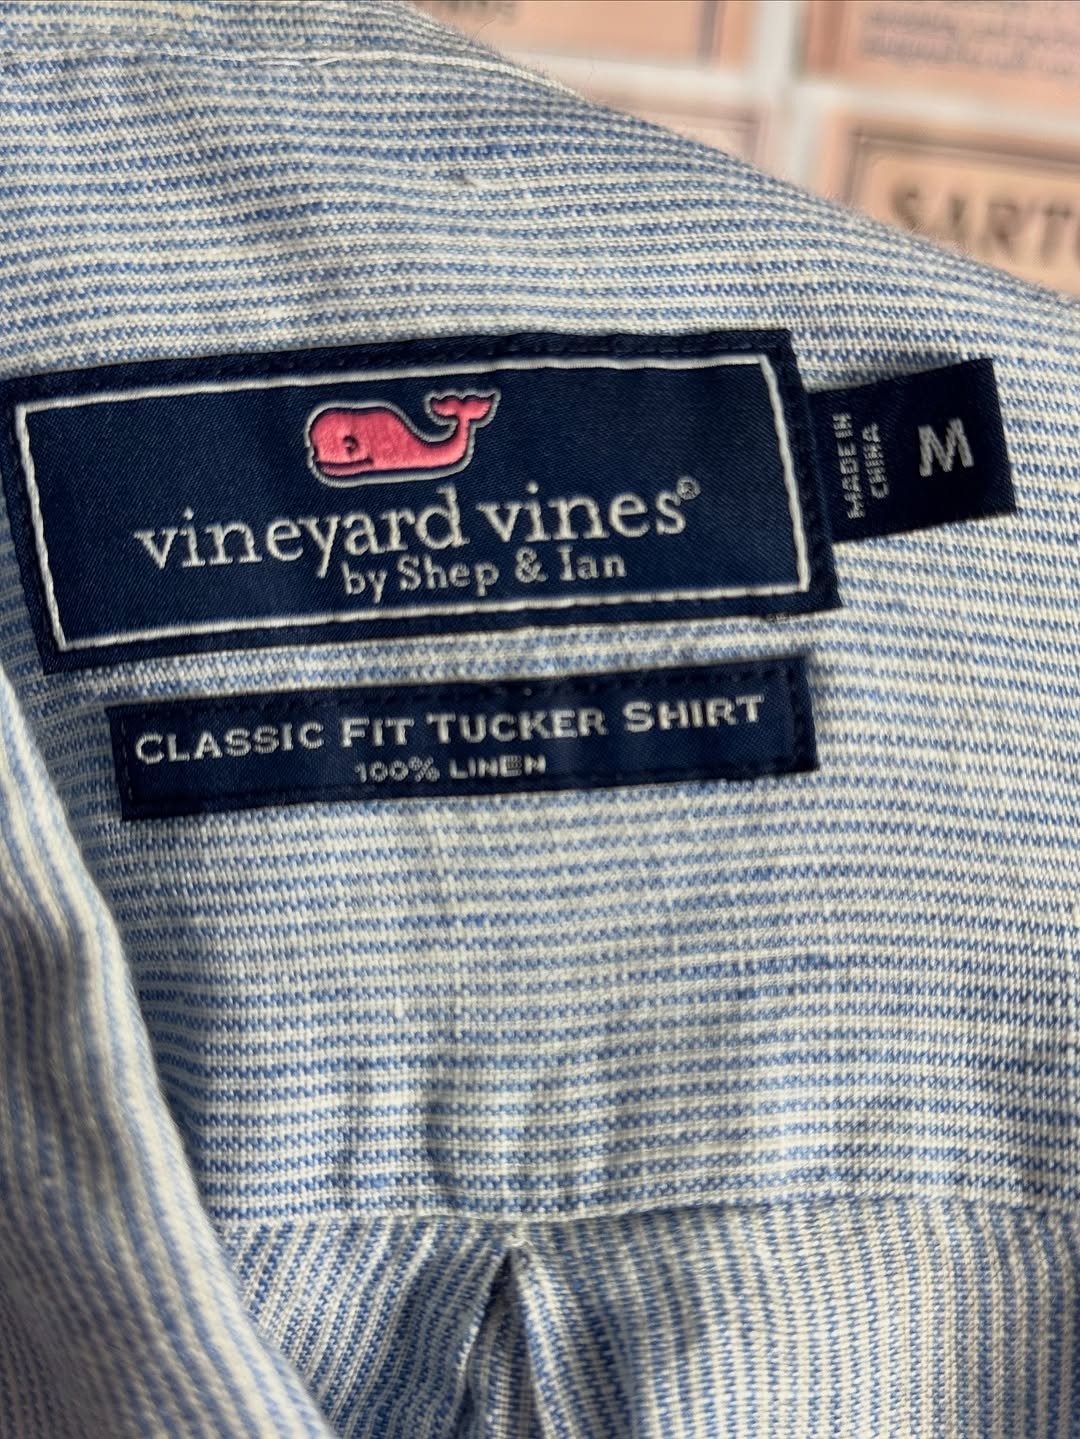 vineyard vines®
by Shep & Ian
MADE IN
CHINA
M
CLASSIC FIT TUCKER SHIRT
100% LINEN